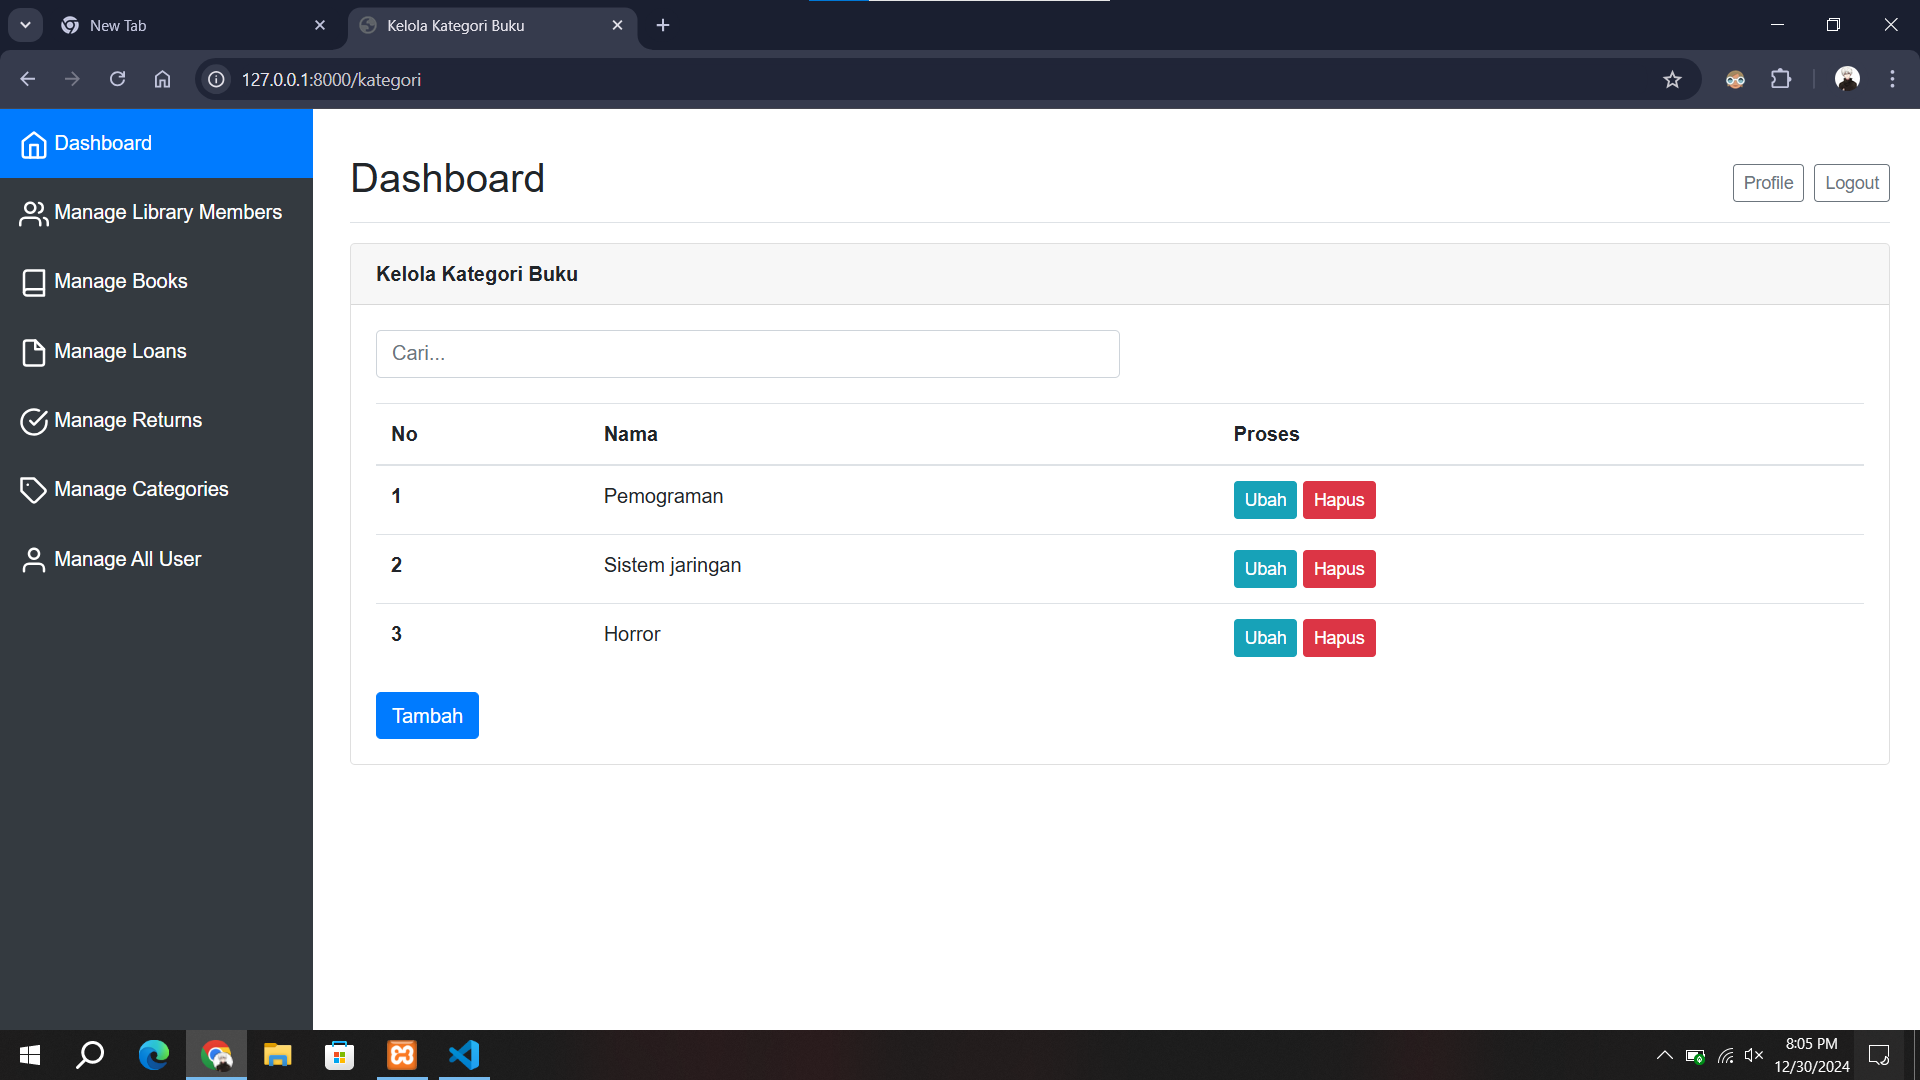 New Tab
Kelola Kategori Buku
127.0.0.1:8000/kategori
Dashboard
Manage Library Members
Manage Books
Manage Loans
Manage Returns
Manage Categories
Manage All User
Dashboard
Profile
Logout
Kelola Kategori Buku
Cari...
No Nama Proses
1 Pemograman Ubah Hapus
2 Sistem jaringan Ubah Hapus
3 Horror Ubah Hapus
Tambah
8:05 PM
12/30/2024